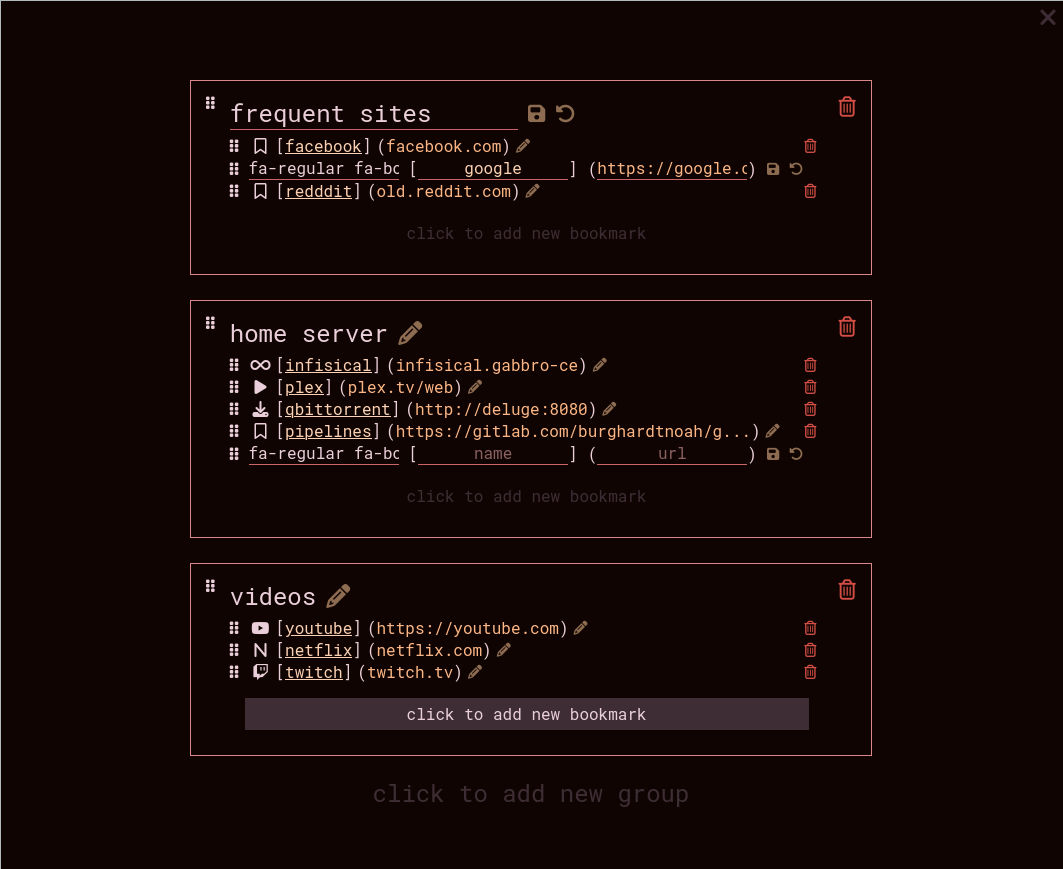 frequent sites
[facebook] (facebook.com)
fa-regular fa-bo [google] (https://google.c)
[redddit] (old.reddit.com)
click to add new bookmark
home server
[infisical] (infisical.gabbro-ce)
[plex] (plex.tv/web)
[qbittorrent] (http://deluge:8080)
[pipelines] (https://gitlab.com/burghardtnoah/g...)
fa-regular fa-bo [name] (url)
click to add new bookmark
videos
[youtube] (https://youtube.com)
[netflix] (netflix.com)
[twitch] (twitch.tv)
click to add new bookmark
click to add new group